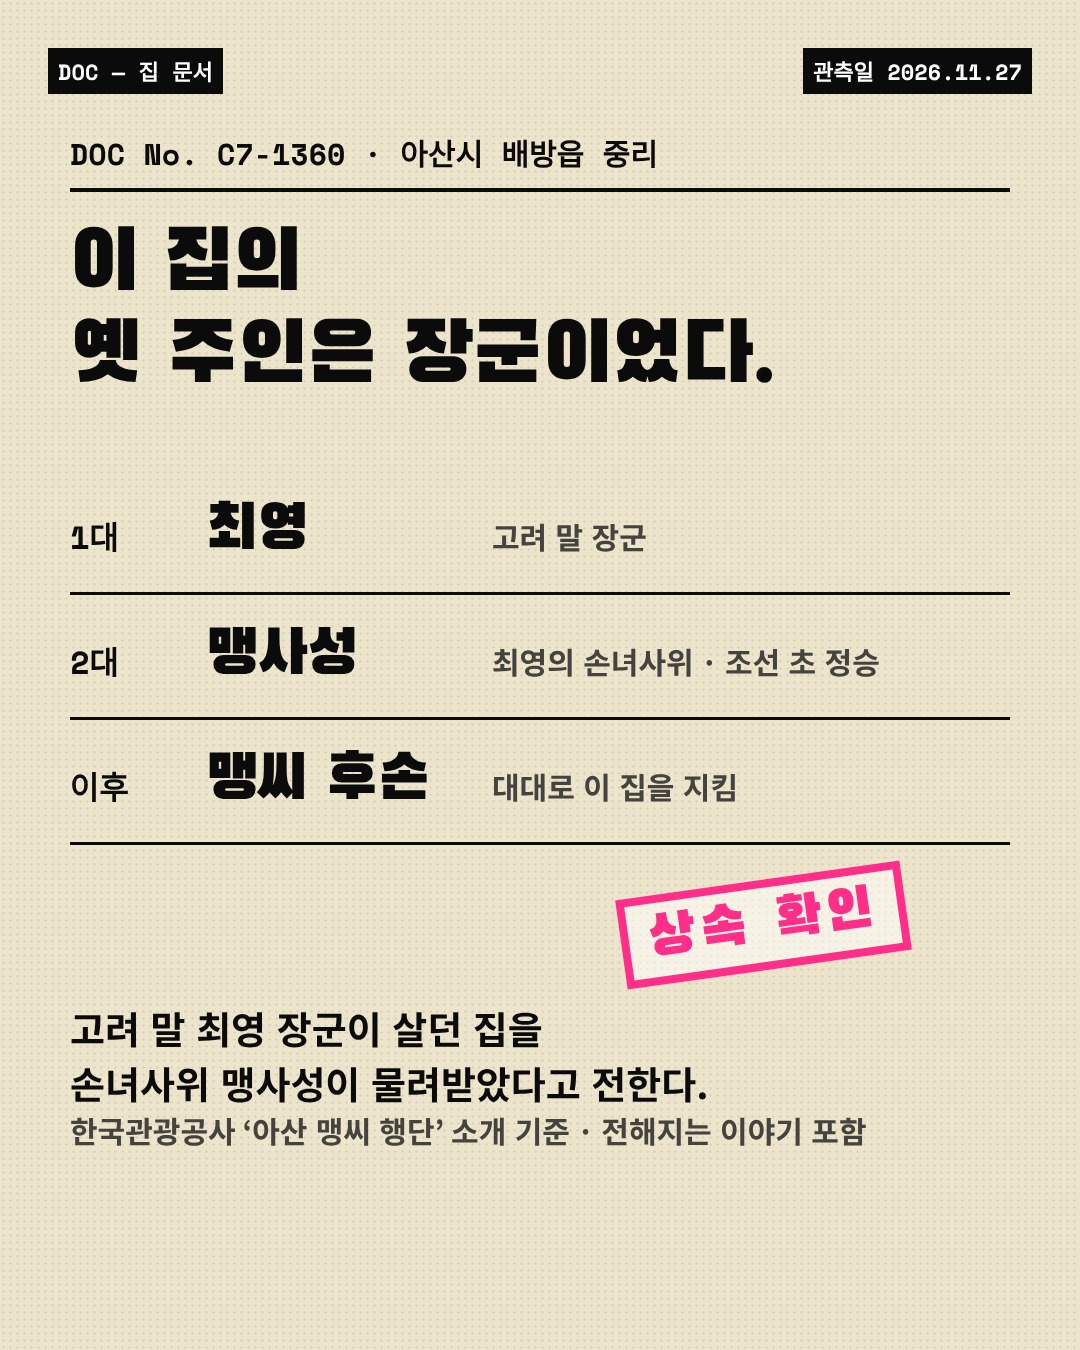 DOC — 집 문서
관측일 2026.11.27
DOC No. C7-1360 · 아산시 배방읍 중리
이 집의
옛 주인은 장군이었다.
1대 최영 고려 말 장군
2대 맹사성 최영의 손녀사위 · 조선 초 정승
이후 맹씨 후손 대대로 이 집을 지킴
상속 확인
고려 말 최영 장군이 살던 집을
손녀사위 맹사성이 물려받았다고 전한다.
한국관광공사 ‘아산 맹씨 행단’ 소개 기준 · 전해지는 이야기 포함